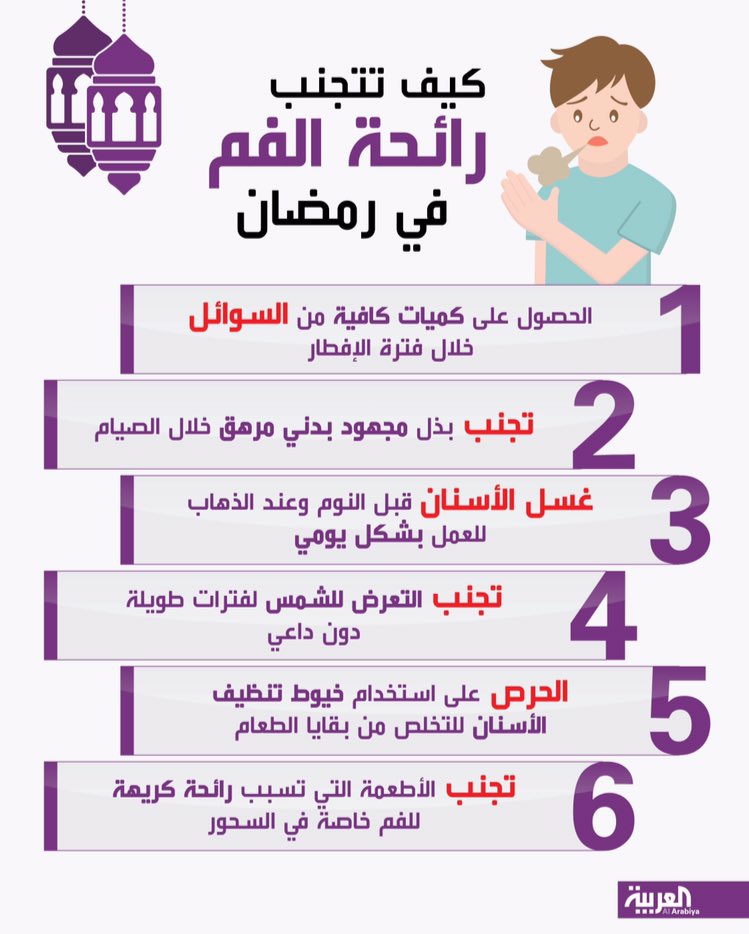 كيف تتجنب
رائحة الفم
في رمضان
1
الحصول على كميات كافية من السوائل
خلال فترة الإفطار
2
تجنب بذل مجهود بدني مرهق خلال الصيام
3
غسل الأسنان قبل النوم وعند الذهاب
للعمل بشكل يومي
4
تجنب التعرض للشمس لفترات طويلة
دون داعي
5
الحرص على استخدام خيوط تنظيف
الأسنان للتخلص من بقايا الطعام
6
تجنب الأطعمة التي تسبب رائحة كريهة
للفم خاصة في السحور
العربية
Al Arabiya